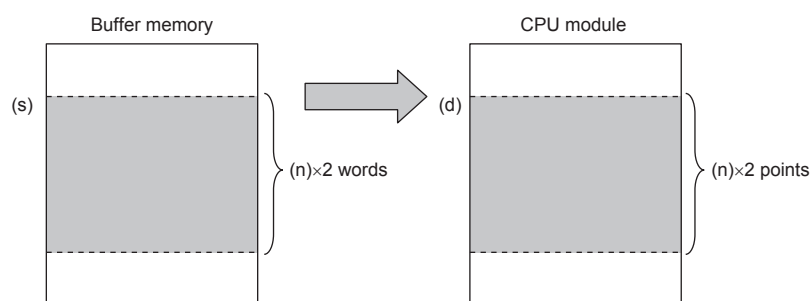 Buffer memory
CPU module
(s)
(d)
(n)×2 words
(n)×2 points